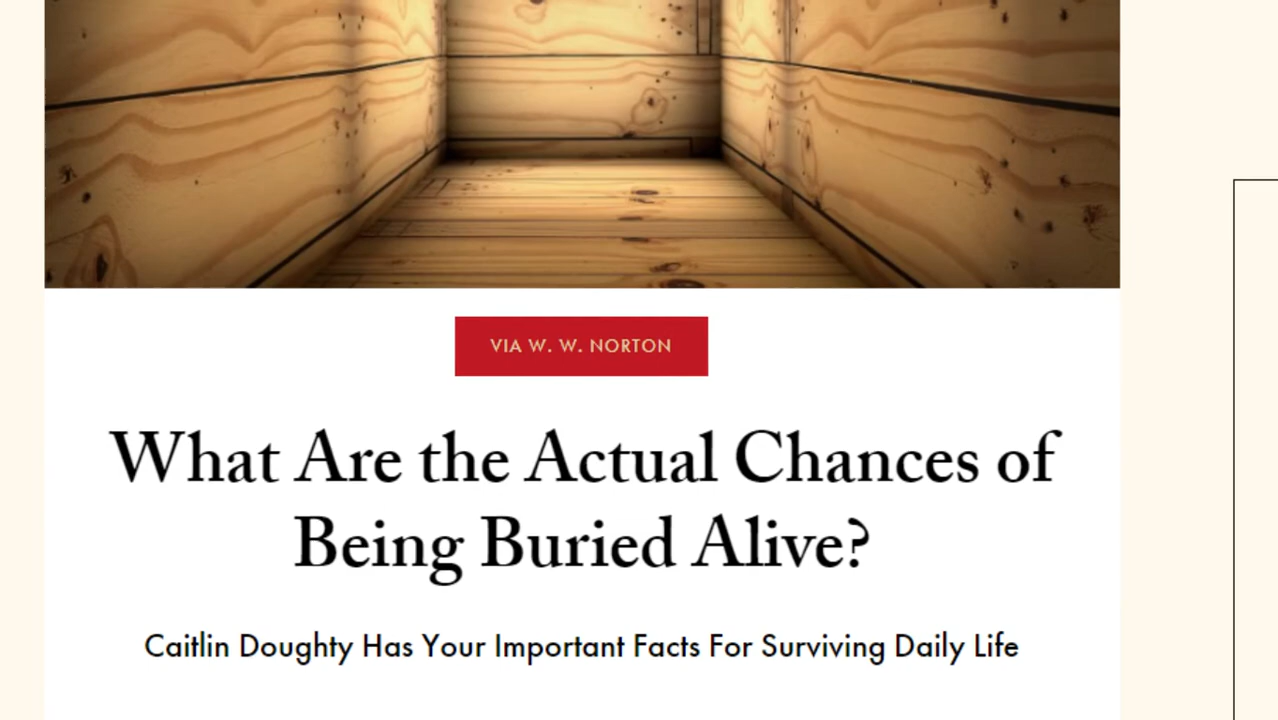 VIA W. W. NORTON
What Are the Actual Chances of
Being Buried Alive?
Caitlin Doughty Has Your Important Facts For Surviving Daily Life